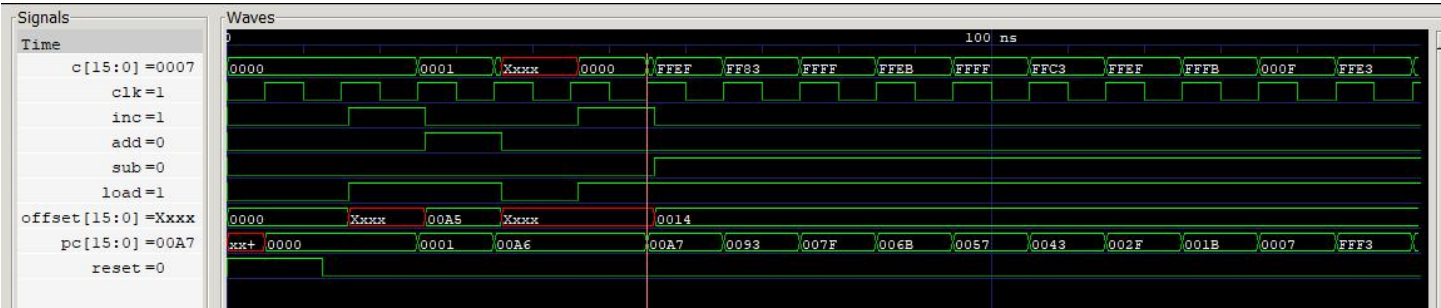 Signals Waves
Time 0 100 ns
c[15:0] =0007 0000 0001 Xxxx 0000 FFEF FF83 FFFF FFEB FFFF FFC3 FFEF FFFB 000F FFE3
clk =1
inc =1
add =0
sub =0
load =1
offset[15:0] =Xxxx 0000 Xxxx 00A5 Xxxx 0014
pc[15:0] =00A7 xx+ 0000 0001 00A6 00A7 0093 007F 006B 0057 0043 002F 001B 0007 FFF3
reset =0